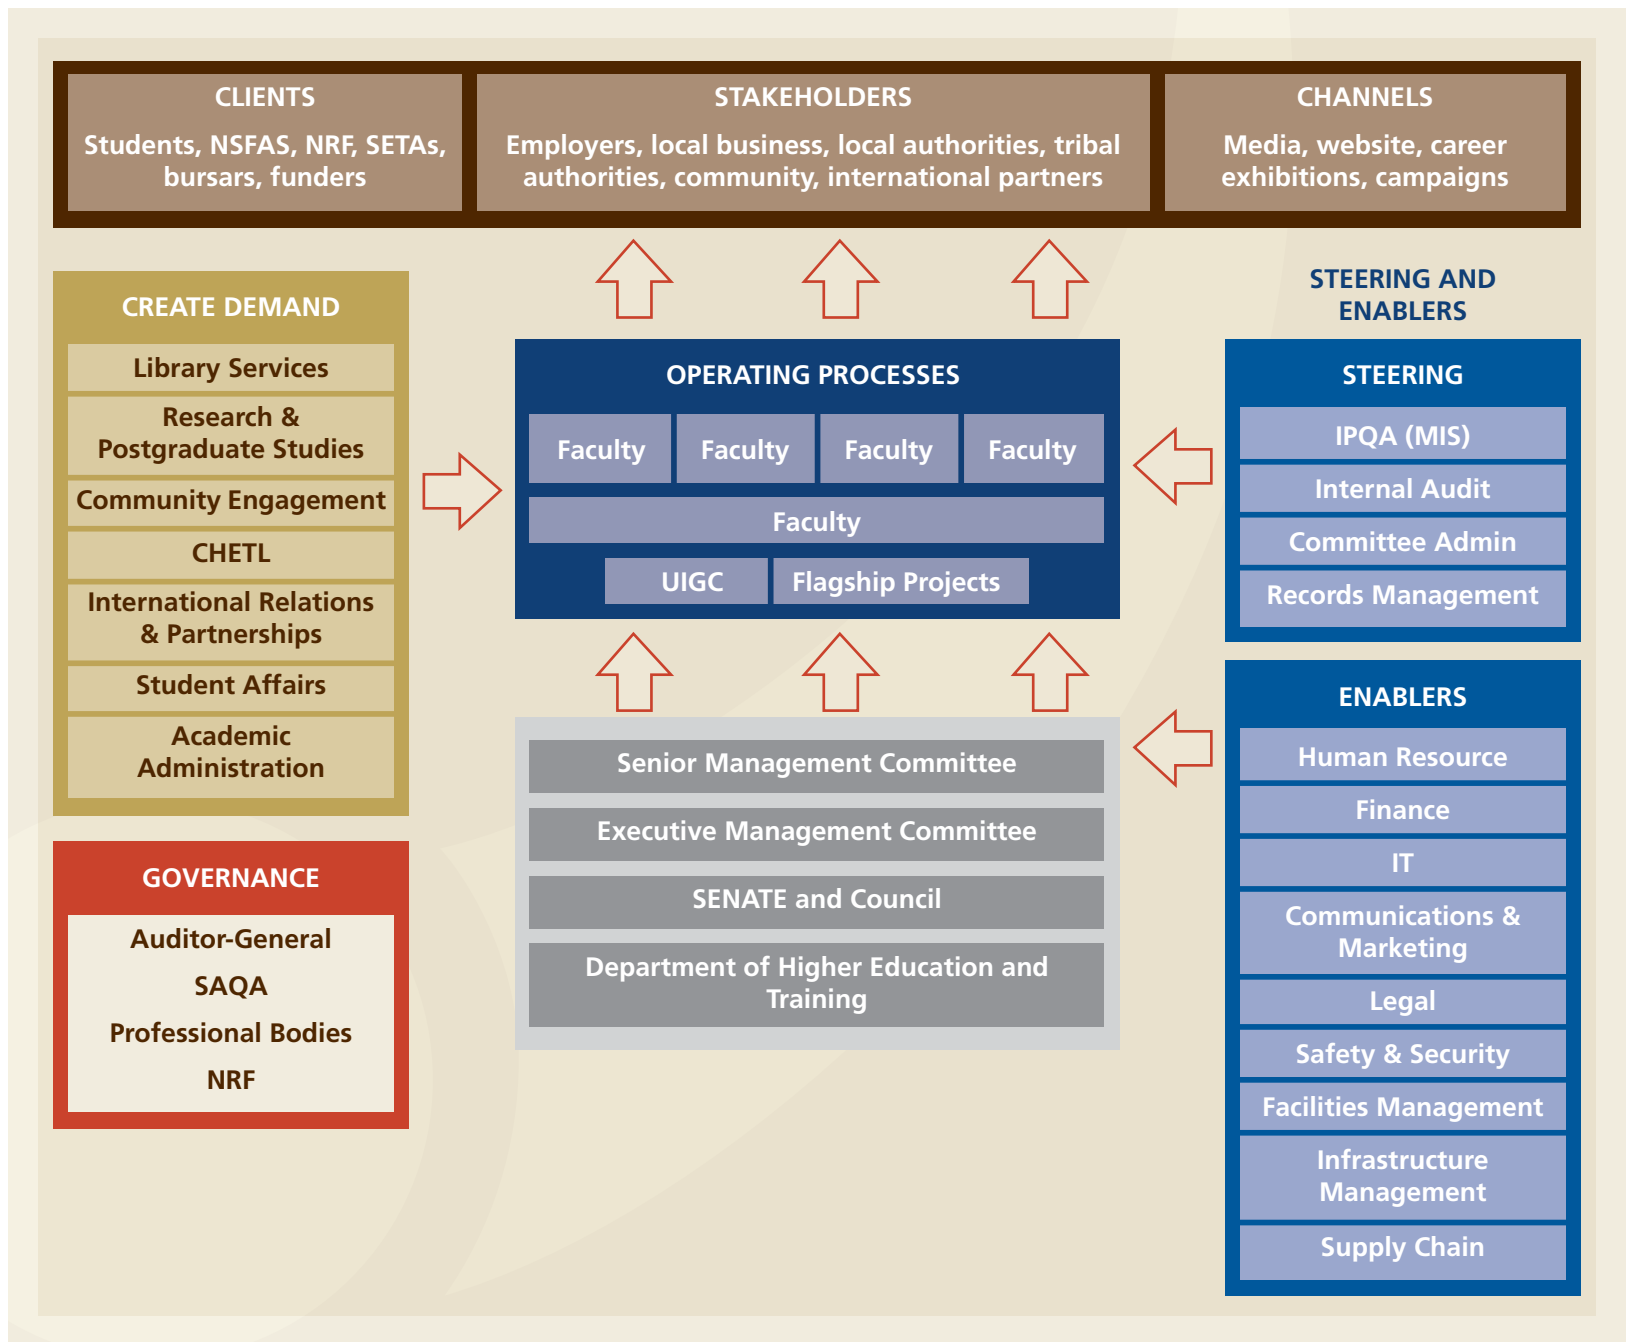 CLIENTS
Students, NSFAS, NRF, SETAs,
bursars, funders
STAKEHOLDERS
Employers, local business, local authorities, tribal
authorities, community, international partners
CHANNELS
Media, website, career
exhibitions, campaigns
CREATE DEMAND
Library Services
Research &
Postgraduate Studies
Community Engagement
CHETL
International Relations
& Partnerships
Student Affairs
Academic
Administration
GOVERNANCE
Auditor-General
SAQA
Professional Bodies
NRF
OPERATING PROCESSES
Faculty
Faculty
Faculty
Faculty
Faculty
UIGC
Flagship Projects
Senior Management Committee
Executive Management Committee
SENATE and Council
Department of Higher Education and
Training
STEERING AND
ENABLERS
STEERING
IPQA (MIS)
Internal Audit
Committee Admin
Records Management
ENABLERS
Human Resource
Finance
IT
Communications &
Marketing
Legal
Safety & Security
Facilities Management
Infrastructure
Management
Supply Chain